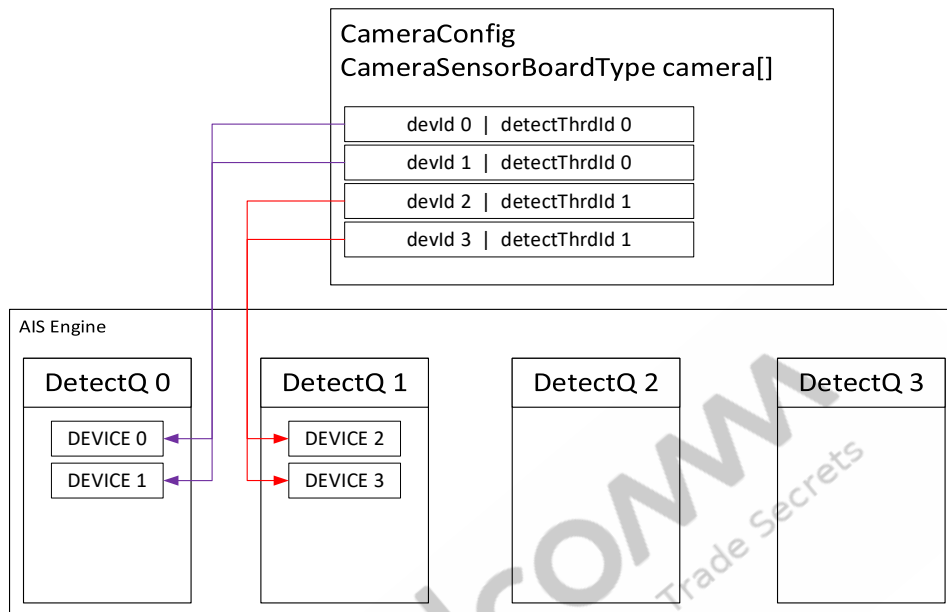 CameraConfig
CameraSensorBoardType camera[]
devId 0 | detectThrdId 0
devId 1 | detectThrdId 0
devId 2 | detectThrdId 1
devId 3 | detectThrdId 1
AIS Engine
DetectQ 0
DetectQ 1
DetectQ 2
DetectQ 3
DEVICE 0
DEVICE 2
DEVICE 1
DEVICE 3
Trade Secrets